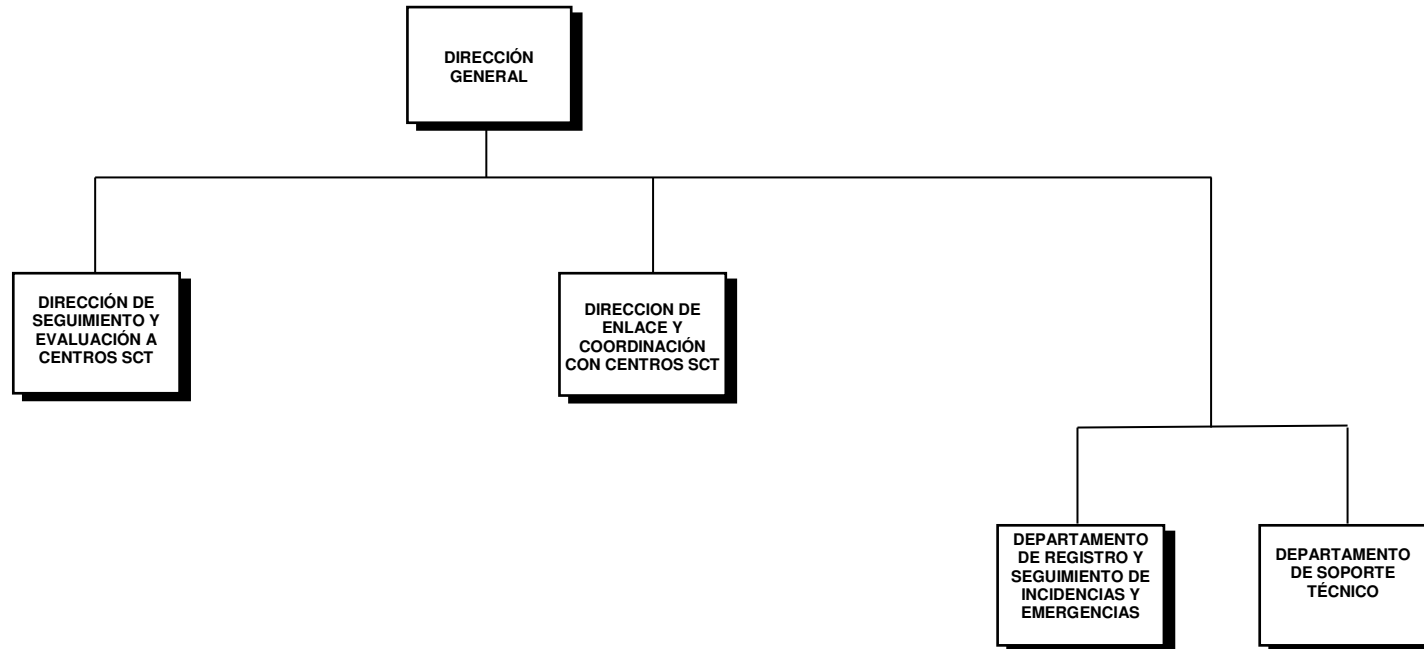 DIRECCIÓN
GENERAL
DIRECCIÓN DE
SEGUIMIENTO Y
EVALUACIÓN A
CENTROS SCT
DIRECCION DE
ENLACE Y
COORDINACIÓN
CON CENTROS SCT
DEPARTAMENTO
DE REGISTRO Y
SEGUIMIENTO DE
INCIDENCIAS Y
EMERGENCIAS
DEPARTAMENTO
DE SOPORTE
TÉCNICO